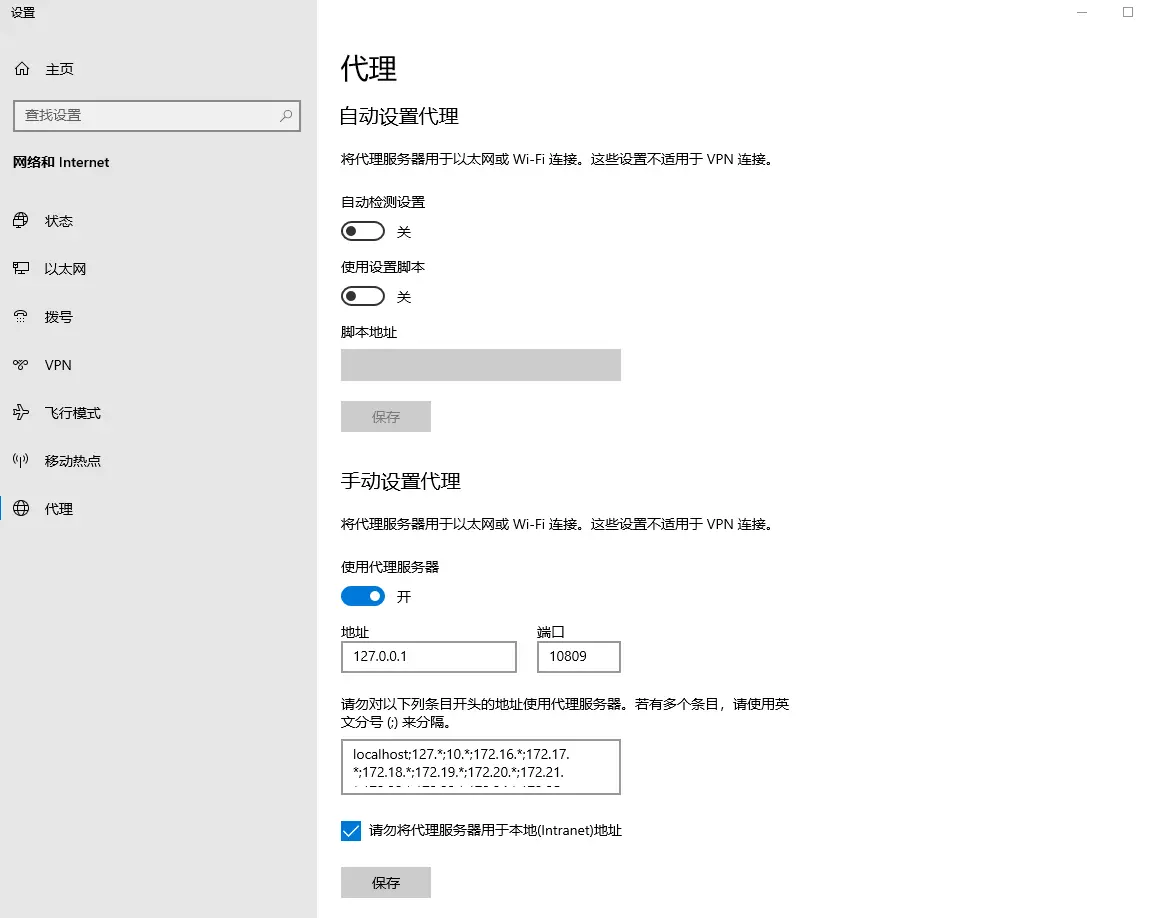 设置
主页
查找设置
网络和 Internet
状态
以太网
拨号
VPN
飞行模式
移动热点
代理
代理
自动设置代理
将代理服务器用于以太网或 Wi-Fi 连接。这些设置不适用于 VPN 连接。
自动检测设置
关
使用设置脚本
关
脚本地址
保存
手动设置代理
将代理服务器用于以太网或 Wi-Fi 连接。这些设置不适用于 VPN 连接。
使用代理服务器
开
地址 端口
127.0.0.1 10809
请勿对以下列条目开头的地址使用代理服务器。若有多个条目，请使用英
文分号 (;) 来分隔。
localhost;127.*;10.*;172.16.*;172.17.
*;172.18.*;172.19.*;172.20.*;172.21.
请勿将代理服务器用于本地(Intranet)地址
保存